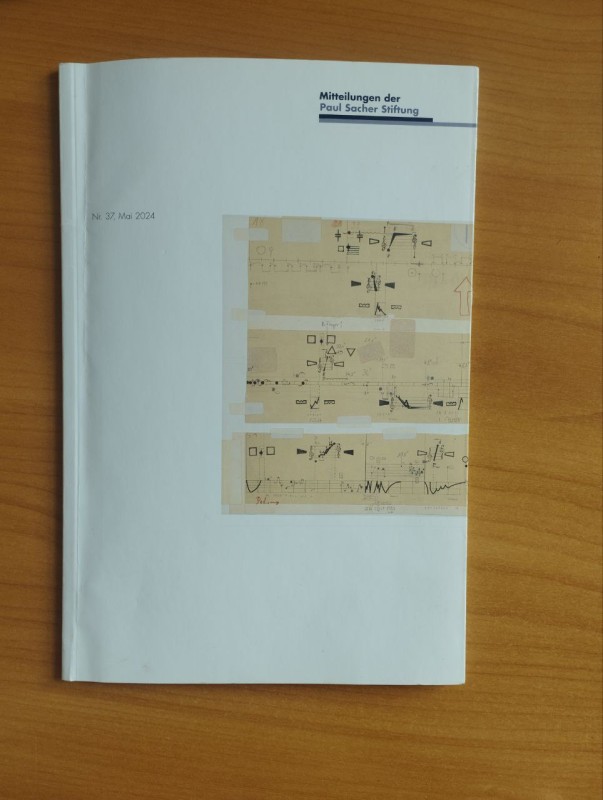 Mitteilungen der
Paul Sacher Stiftung
Nr. 37, Mai 2024